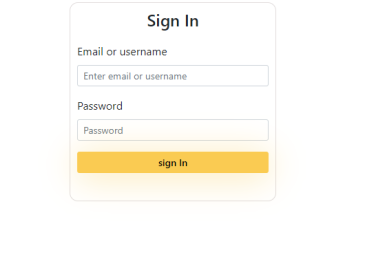 Sign In
Email or username
Enter email or username
Password
Password
sign In